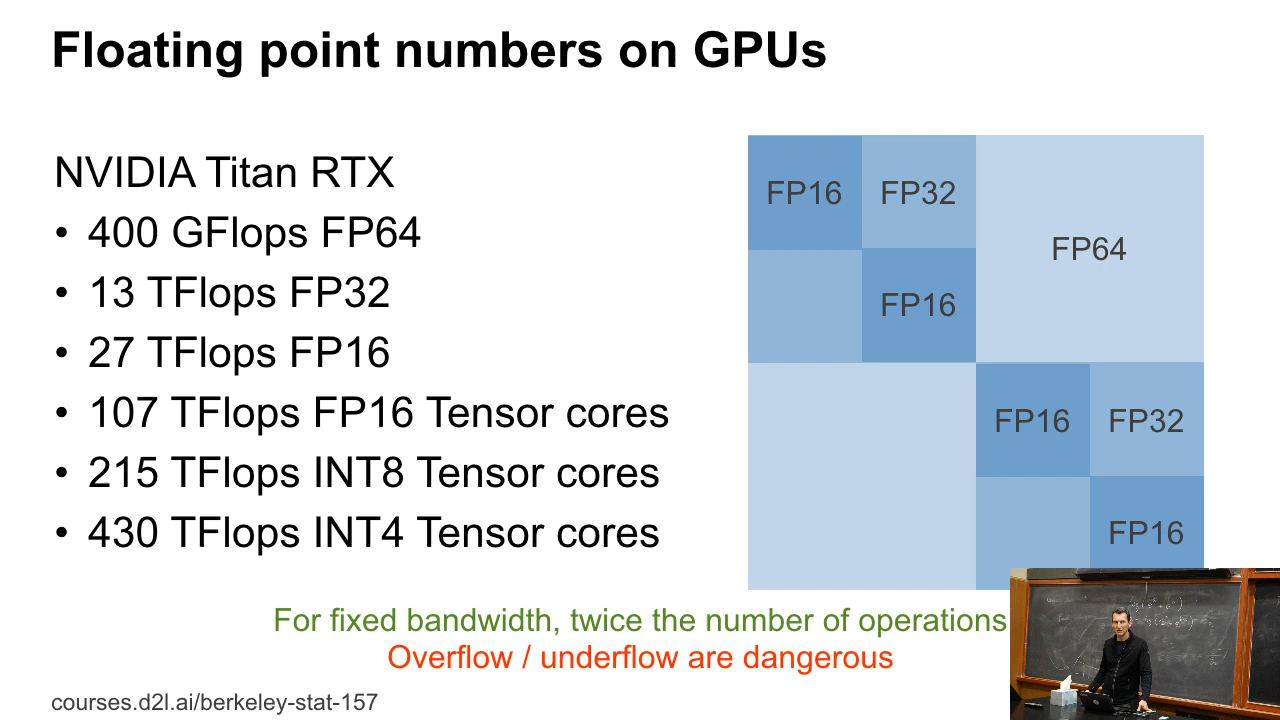 Floating point numbers on GPUs
NVIDIA Titan RTX
• 400 GFlops FP64
• 13 TFlops FP32
• 27 TFlops FP16
• 107 TFlops FP16 Tensor cores
• 215 TFlops INT8 Tensor cores
• 430 TFlops INT4 Tensor cores
FP16
FP32
FP64
FP16
FP16
FP32
FP16
For fixed bandwidth, twice the number of operations
Overflow / underflow are dangerous
courses.d2l.ai/berkeley-stat-157